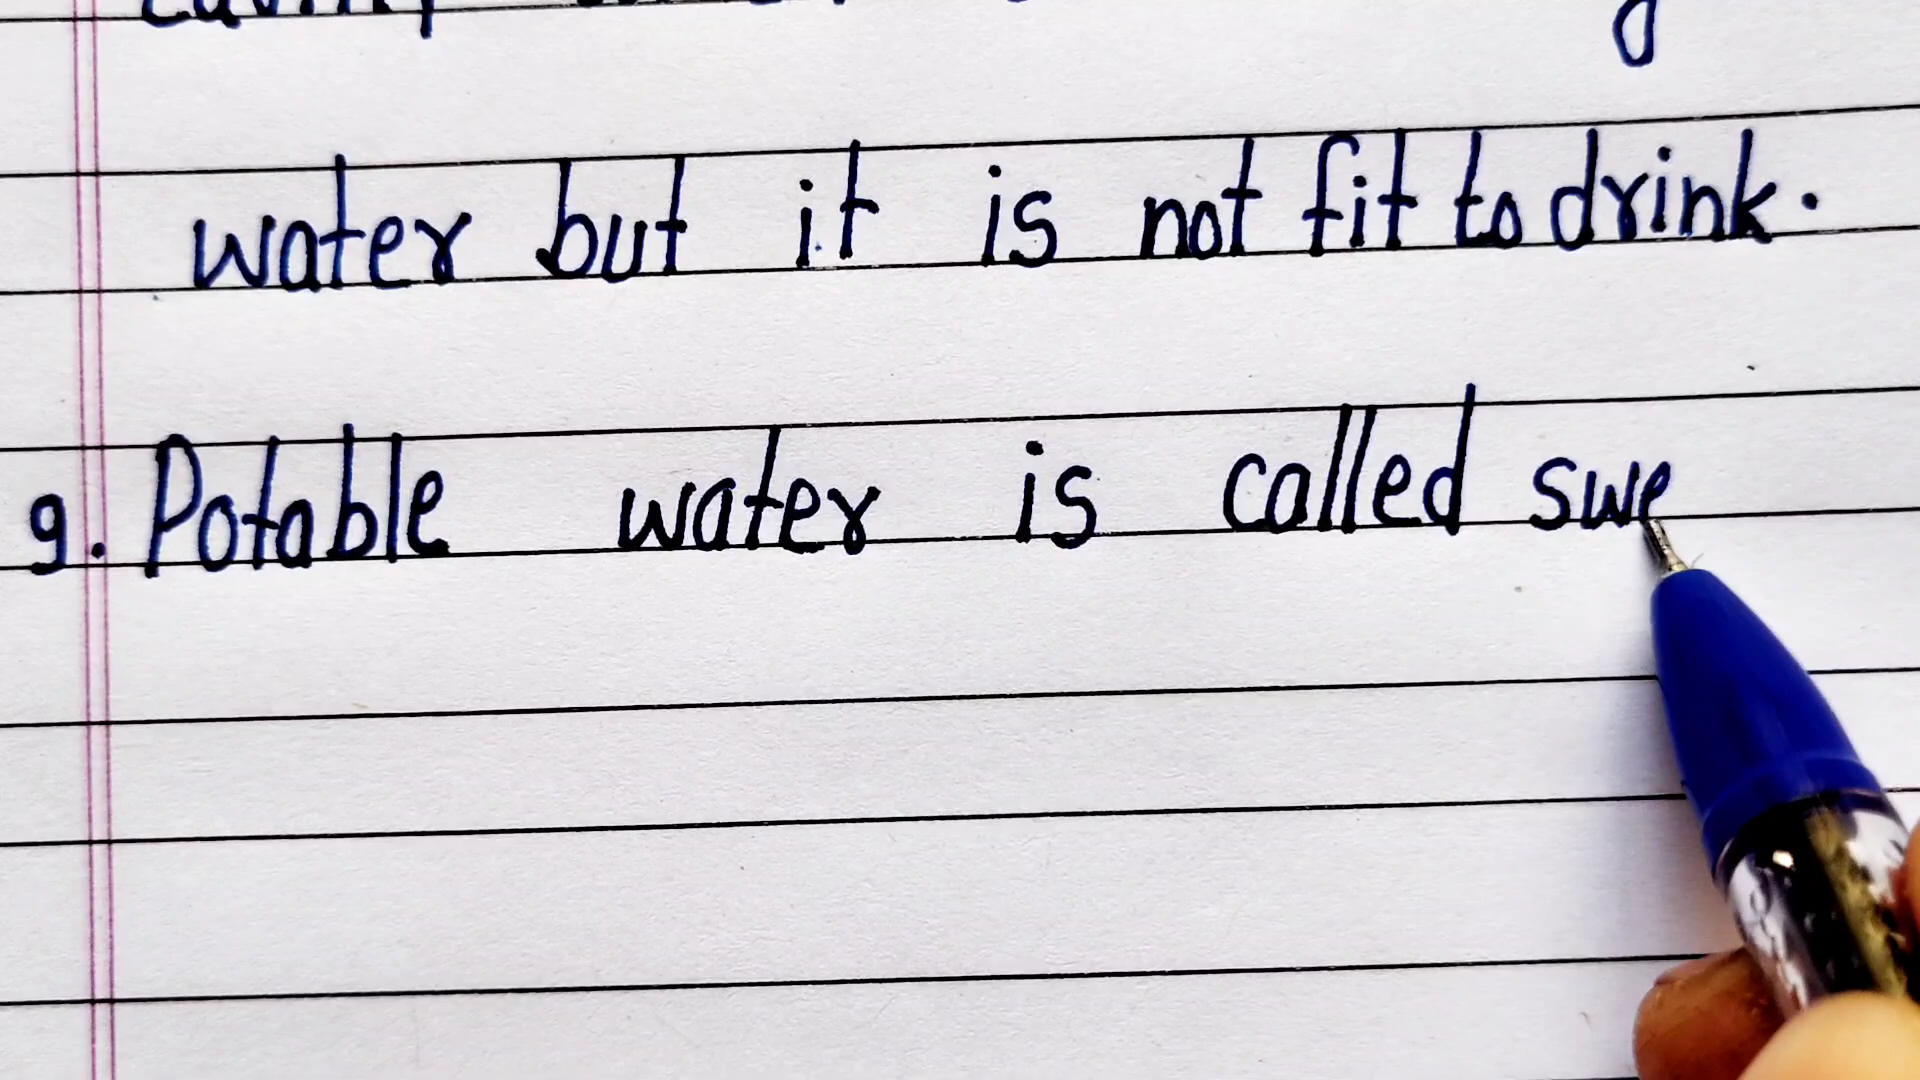 water but it is not fit to drink.
9. Potable water is called swe